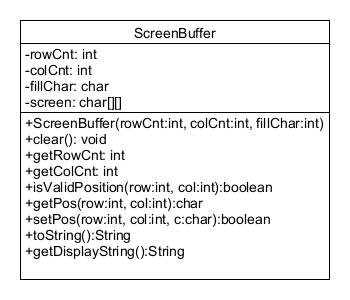 ScreenBuffer
-rowCnt: int
-colCnt: int
-fillChar: char
-screen: char[][]
+ScreenBuffer(rowCnt:int, colCnt:int, fillChar:int)
+clear(): void
+getRowCnt: int
+getColCnt: int
+isValidPosition(row:int, col:int):boolean
+getPos(row:int, col:int):char
+setPos(row:int, col:int, c:char):boolean
+toString():String
+getDisplayString():String